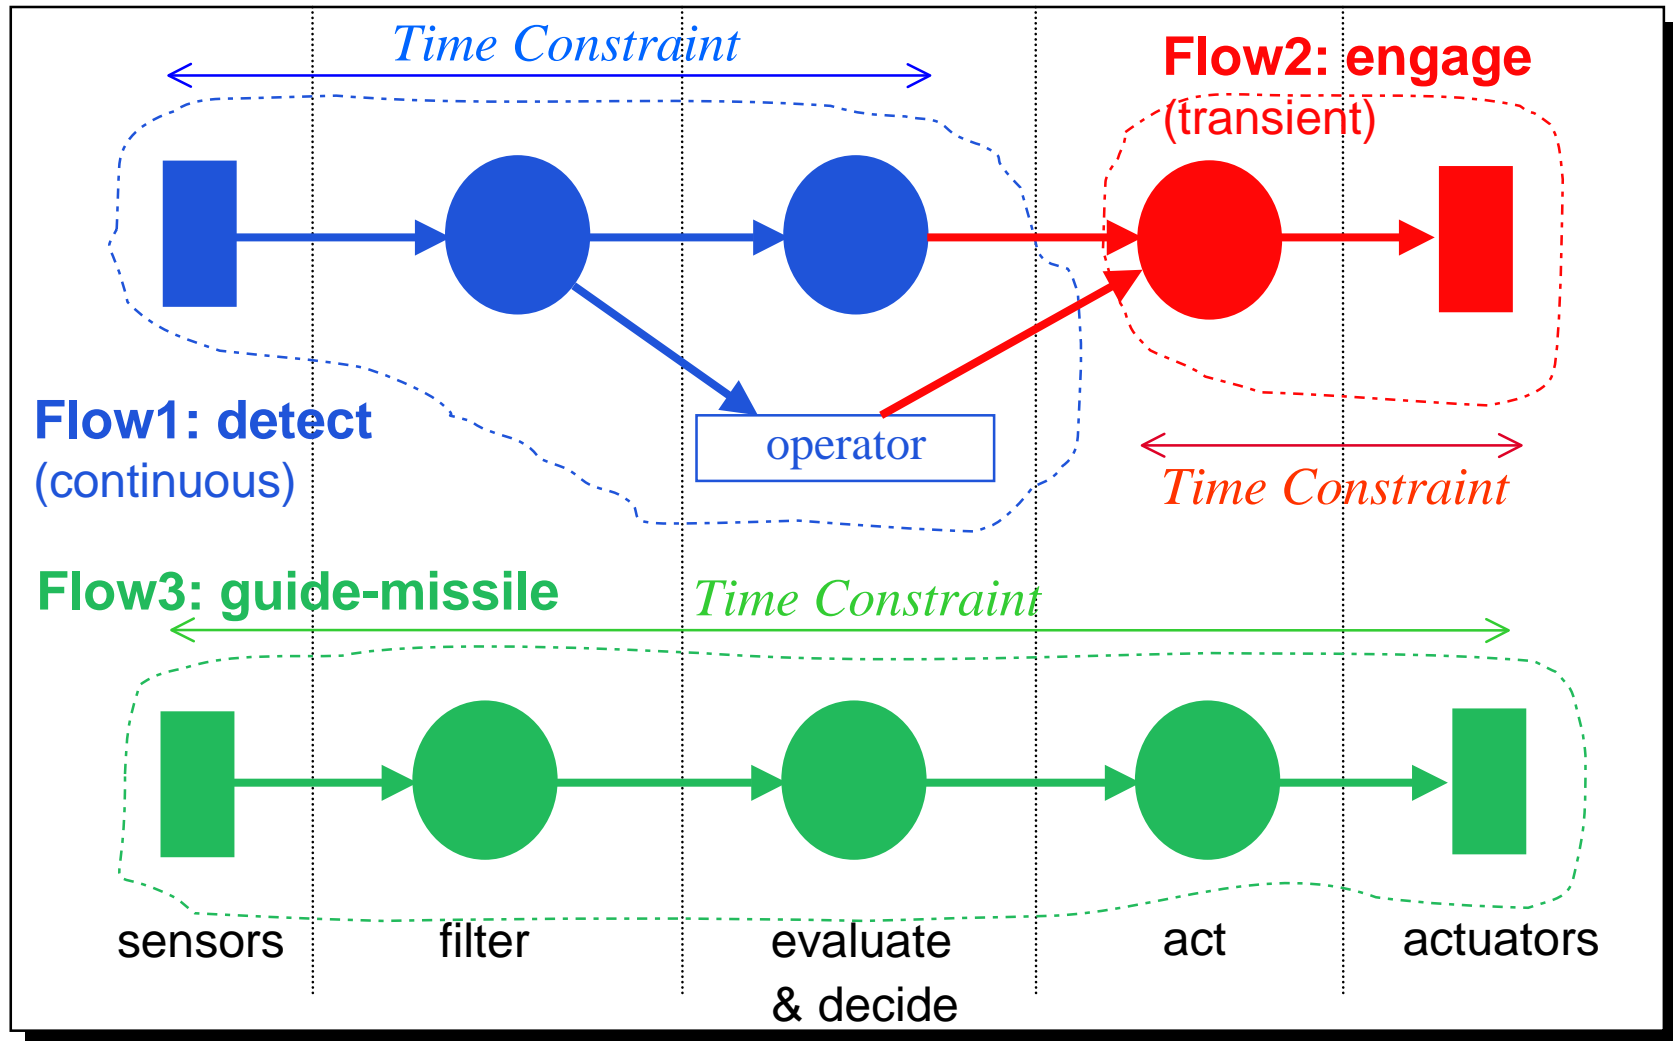 Time Constraint
Flow2: engage
(transient)
Flow1: detect
(continuous)
operator
Time Constraint
Flow3: guide-missile
Time Constraint
sensors
filter
evaluate
& decide
act
actuators